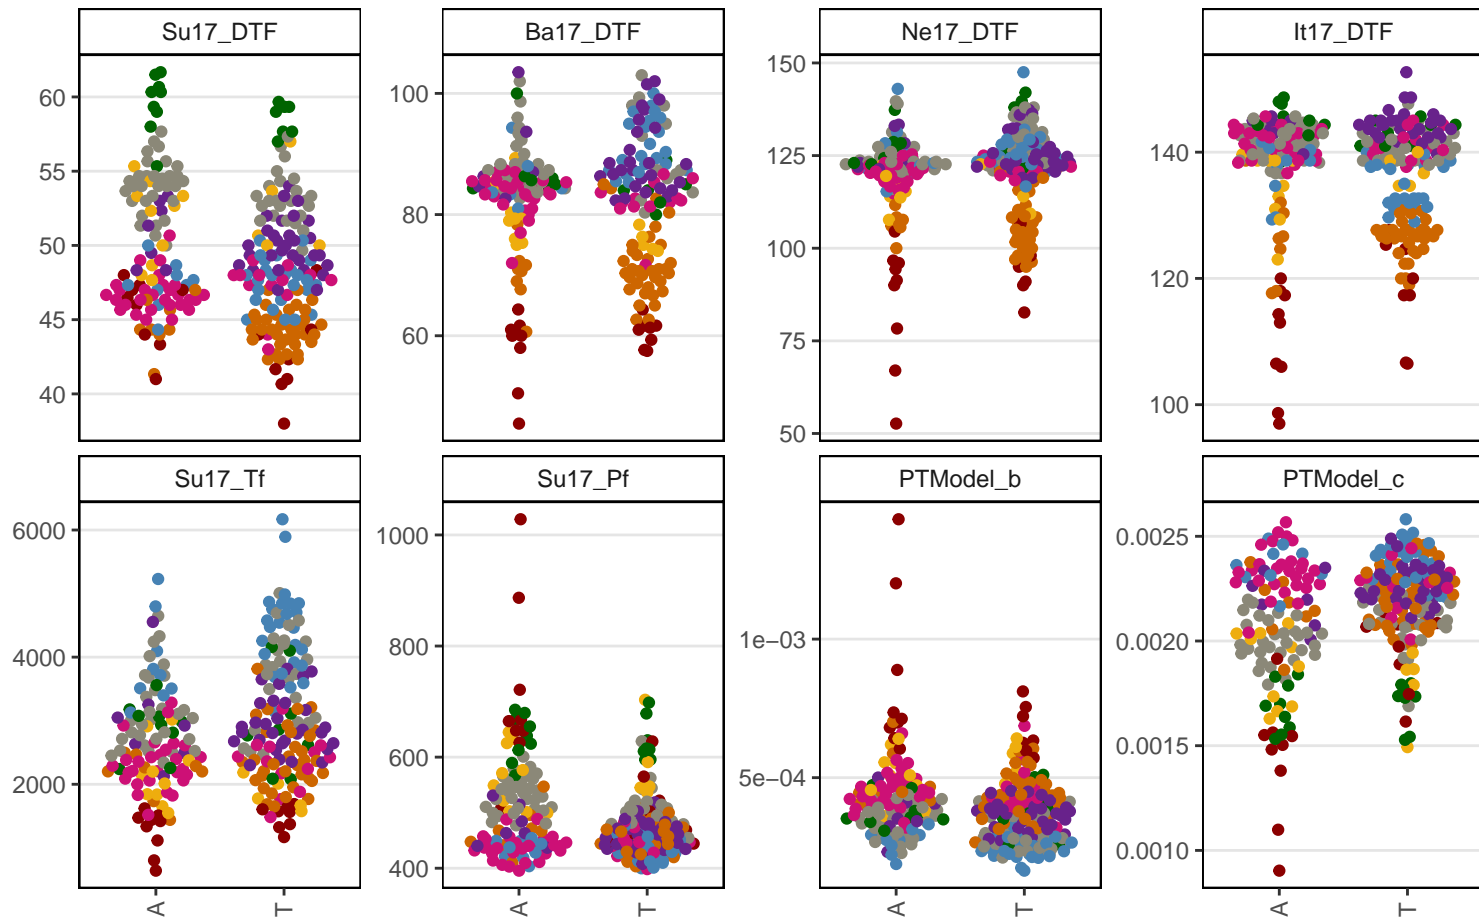 Su17_DTF
Ba17_DTF
Ne17_DTF
It17_DTF
60
55
50
45
40
100
80
60
150
125
100
75
50
140
120
100
Su17_Tf
Su17_Pf
PTModel_b
PTModel_c
6000
4000
2000
1000
800
600
400
1e−03
5e−04
0.0025
0.0020
0.0015
0.0010
A
T
A
T
A
T
A
T